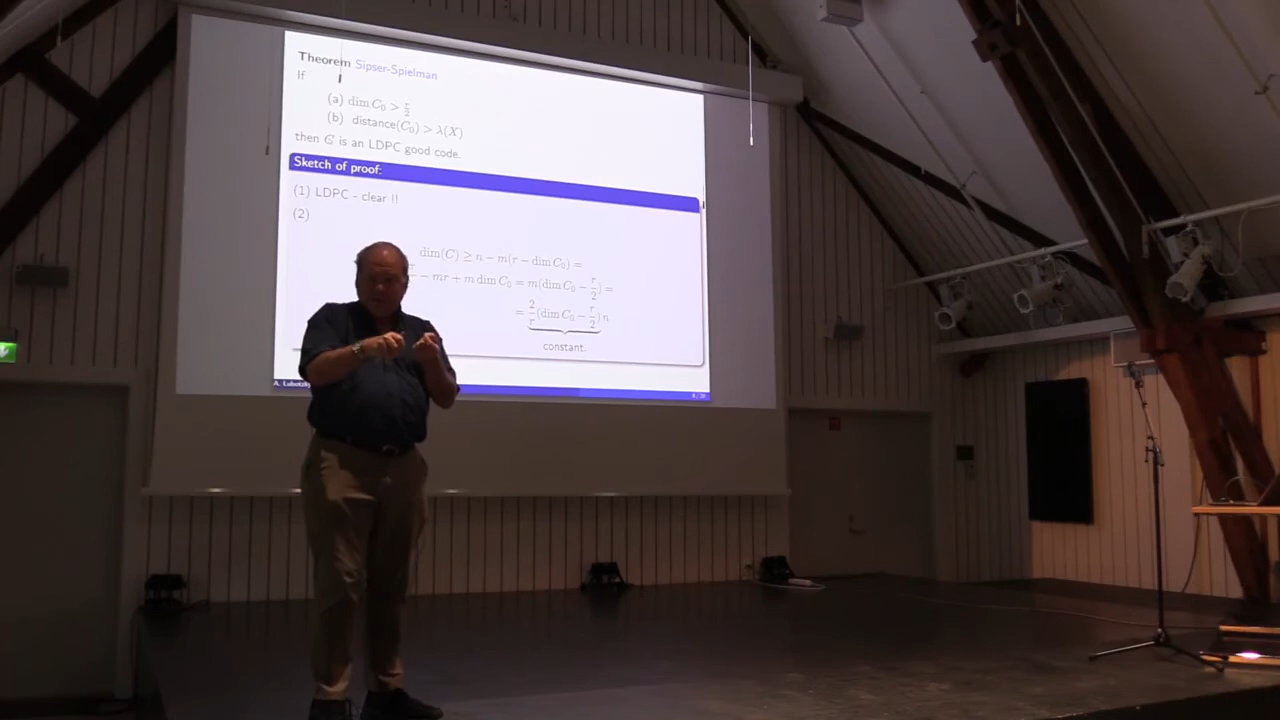 Theorem Sipser-Spielman
If
(a) dim C₀ > r/2
(b) distance(C₀) > λ(X)
then C is an LDPC good code.
Sketch of proof:
(1) LDPC - clear !!
(2)
dim(C) ≥ n − m(r − dim C₀) =
− mr + m dim C₀ = m(dim C₀ − r/2) =
= 2/r (dim C₀ − r/2) n
constant.